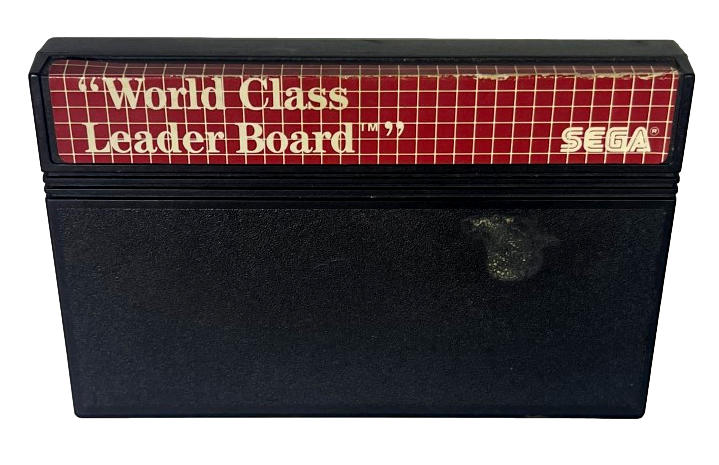 “World Class
Leader Board™”
SEGA®